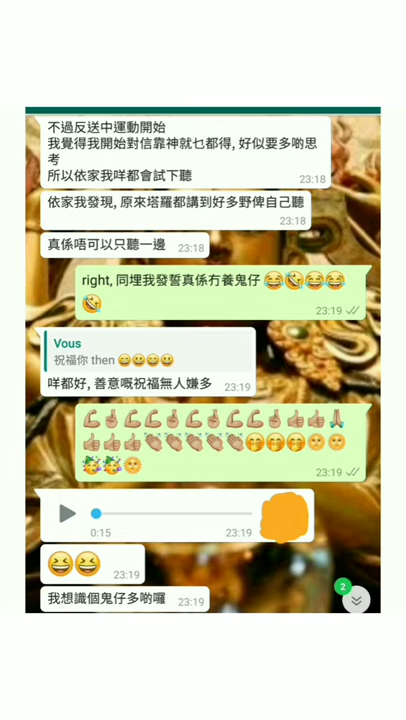 不過反送中運動開始
我覺得我開始對信靠神就乜都得, 好似要多啲思
考
所以依家我咩都會試下聽
23:18
依家我發現, 原來塔羅都講到好多野俾自己聽
23:18
真係唔可以只聽一邊 23:18
right, 同埋我發誓真係冇養鬼仔 😂🤣😂😂
🤣
23:19
Vous
祝福你 then 😄😃😄😃
咩都好, 善意嘅祝福無人嫌多 23:19
💪🏼🤞🏼💪🏼💪🏼🤞🏼💪🏼🤞🏼💪🏼💪🏼🤞🏼👍🏼👍🏼🙏🏼
👍🏼👍🏼👍🏼👏🏼👏🏼👏🏼👏🏼👏🏼🤭🤭🤭🌞🌞
🥳🥳🌞
23:19
0:15 23:19
😆😆 23:19
2
我想識個鬼仔多啲囉 23:19